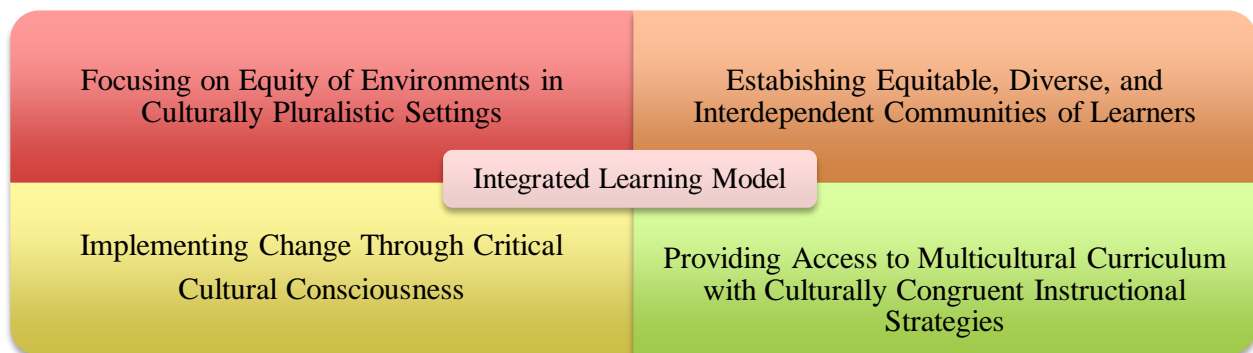 Focusing on Equity of Environments in
Culturally Pluralistic Settings
Estabishing Equitable, Diverse, and
Interdependent Communities of Learners
Integrated Learning Model
Implementing Change Through Critical
Cultural Consciousness
Providing Access to Multicultural Curriculum
with Culturally Congruent Instructional
Strategies